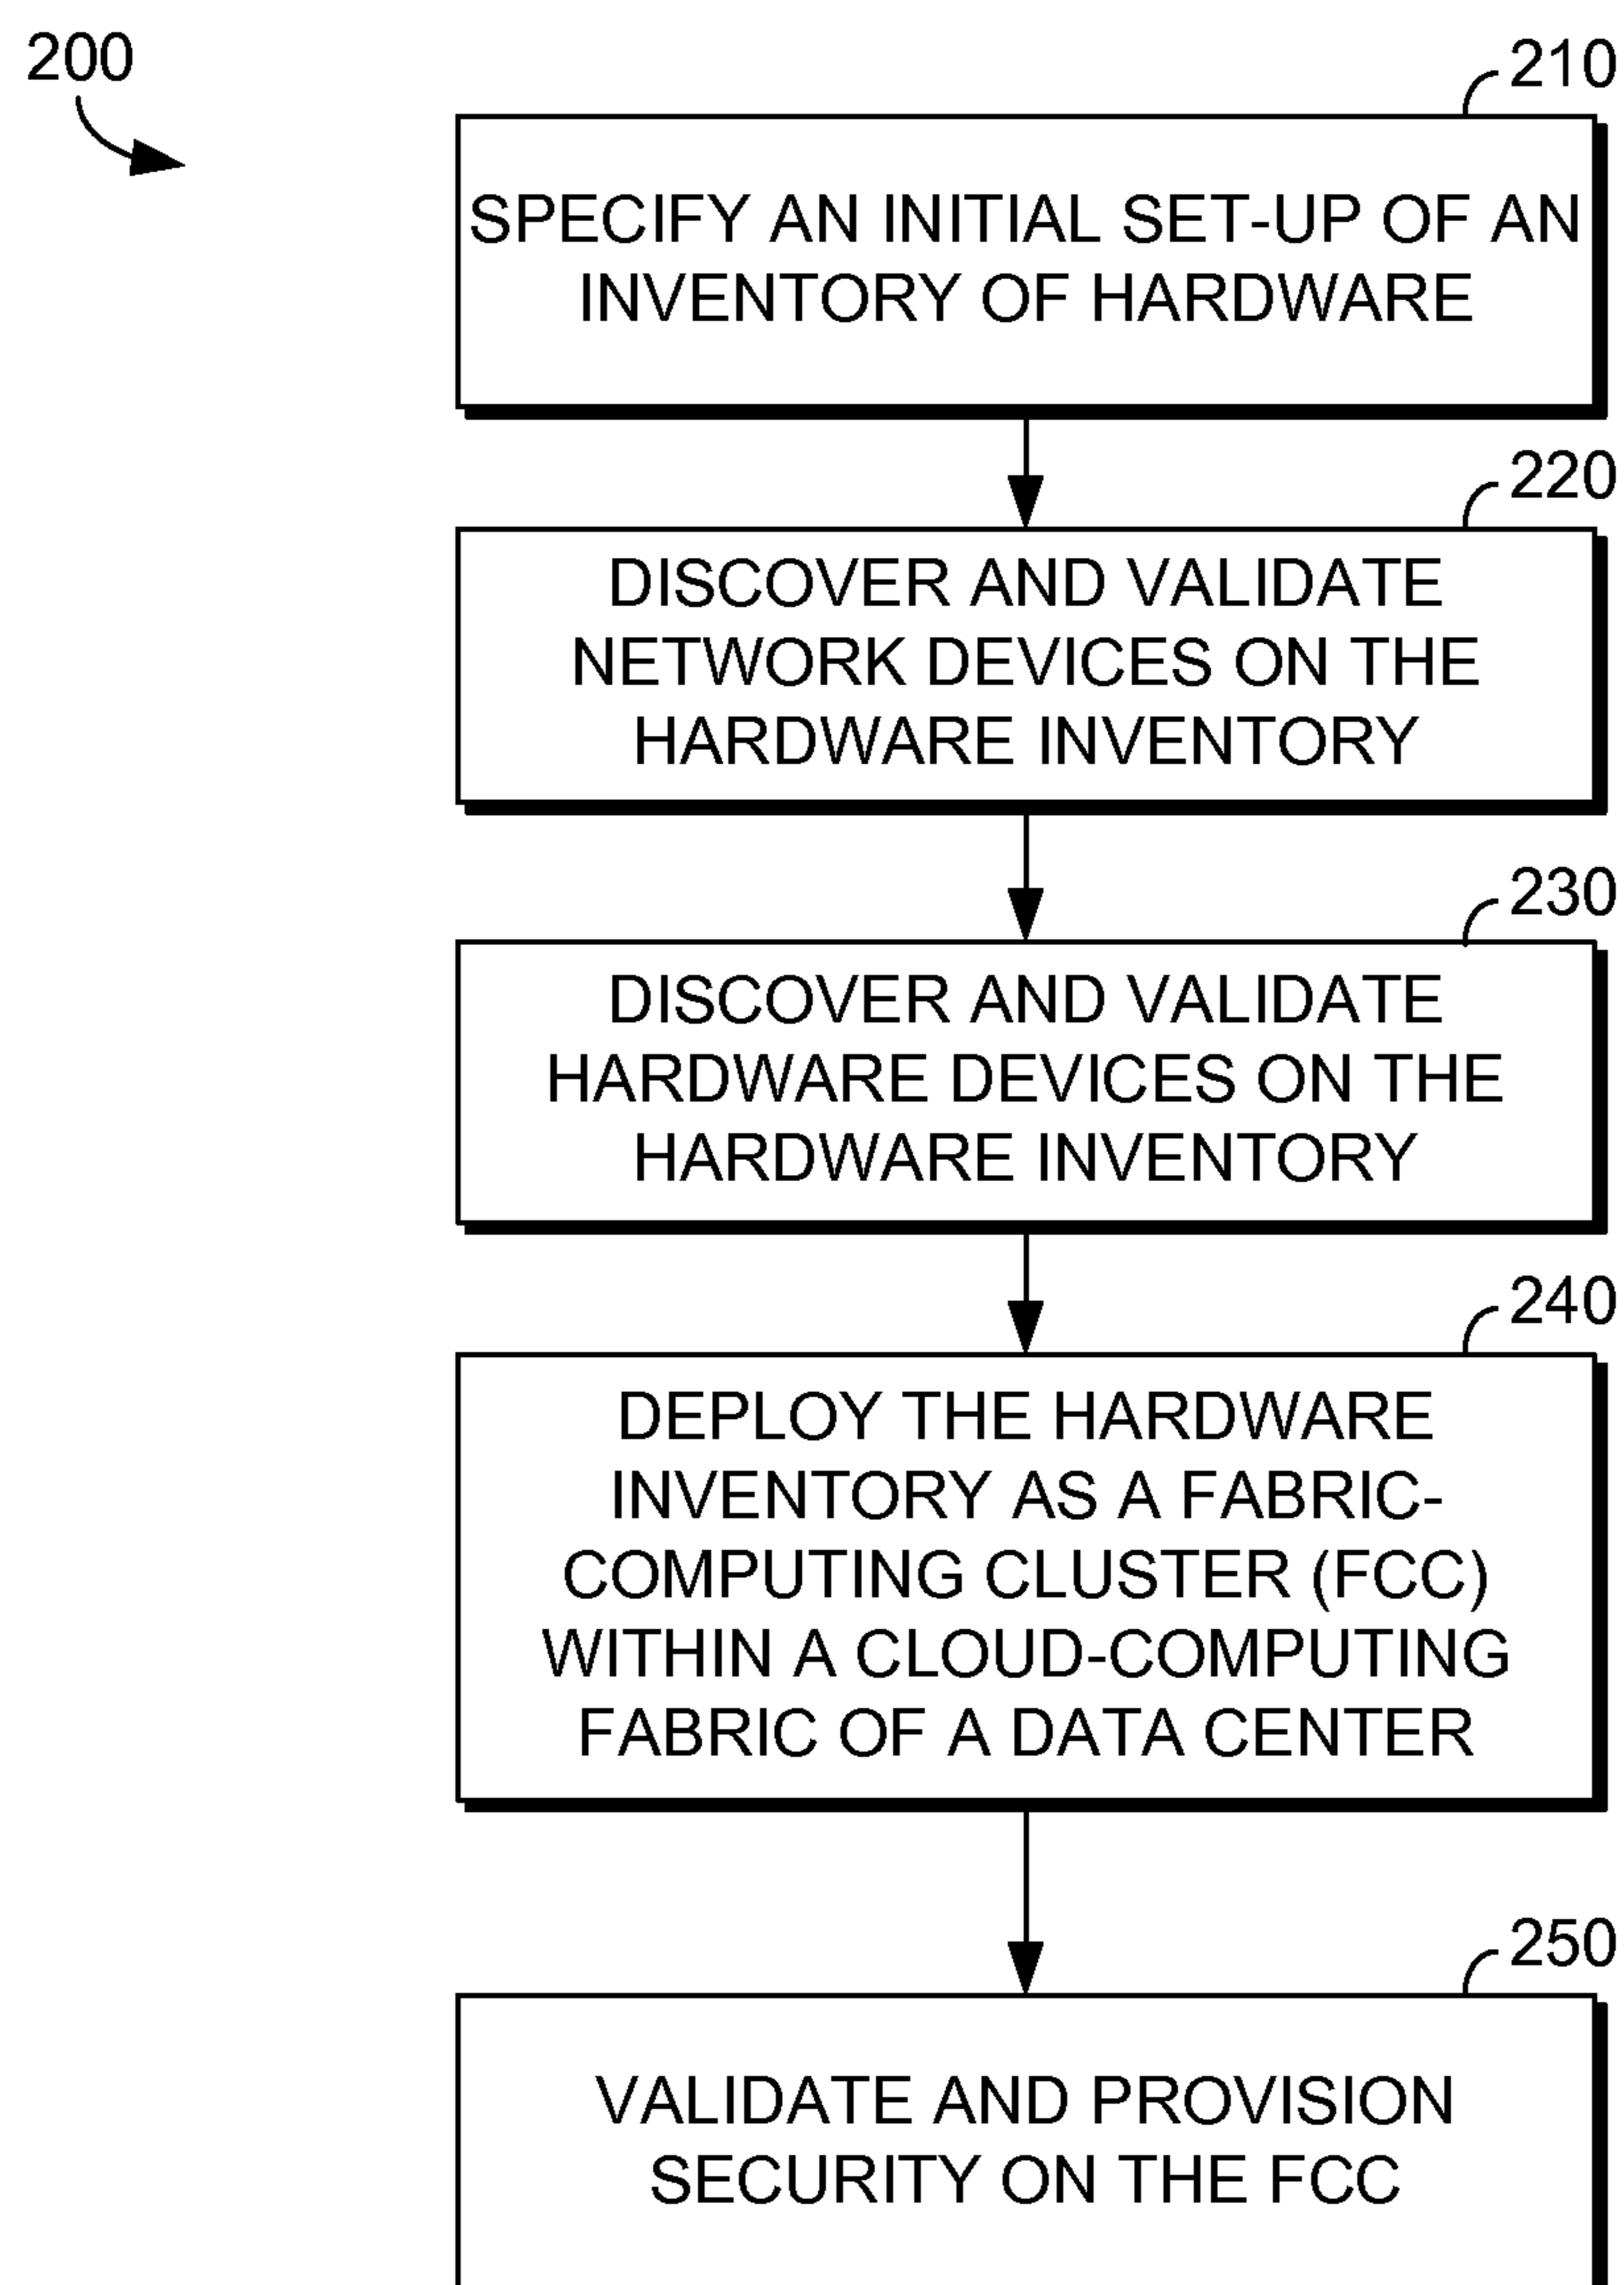 200
210
SPECIFY AN INITIAL SET-UP OF AN
INVENTORY OF HARDWARE
220
DISCOVER AND VALIDATE
NETWORK DEVICES ON THE
HARDWARE INVENTORY
230
DISCOVER AND VALIDATE
HARDWARE DEVICES ON THE
HARDWARE INVENTORY
240
DEPLOY THE HARDWARE
INVENTORY AS A FABRIC-
COMPUTING CLUSTER (FCC)
WITHIN A CLOUD-COMPUTING
FABRIC OF A DATA CENTER
250
VALIDATE AND PROVISION
SECURITY ON THE FCC